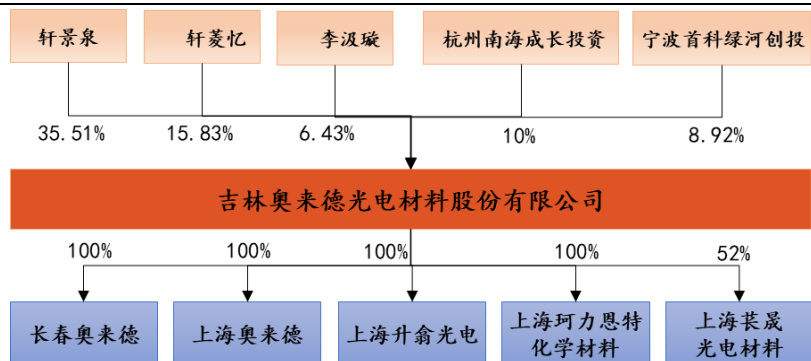 轩景泉
轩菱忆
李汲璇
杭州南海成长投资
宁波首科绿河创投
35.51%
15.83%
6.43%
10%
8.92%
吉林奥来德光电材料股份有限公司
100%
100%
100%
100%
52%
长春奥来德
上海奥来德
上海升翕光电
上海珂力恩特
化学材料
上海苌晟
光电材料